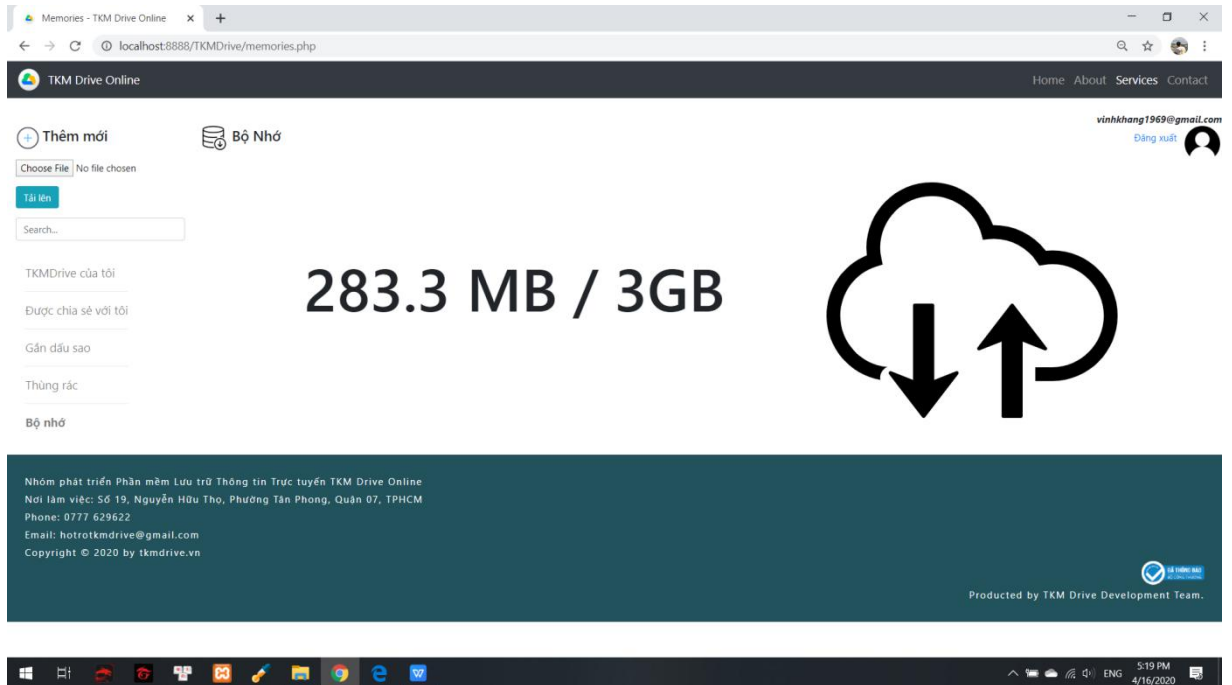 Memories - TKM Drive Online
localhost:8888/TKMDrive/memories.php
TKM Drive Online
Home About Services Contact
vinhkhang1969@gmail.com
Đăng xuất
Thêm mới
Bộ Nhớ
Choose File No file chosen
Tải lên
Search...
TKMDrive của tôi
Được chia sẻ với tôi
Gắn dấu sao
Thùng rác
Bộ nhớ
283.3 MB / 3GB
Nhóm phát triển Phần mềm Lưu trữ Thông tin Trực tuyến TKM Drive Online
Nơi làm việc: Số 19, Nguyễn Hữu Thọ, Phường Tân Phong, Quận 07, TPHCM
Phone: 0777 629622
Email: hotrotkmdrive@gmail.com
Copyright © 2020 by tkmdrive.vn
Producted by TKM Drive Development Team.
ENG
5:19 PM
4/16/2020